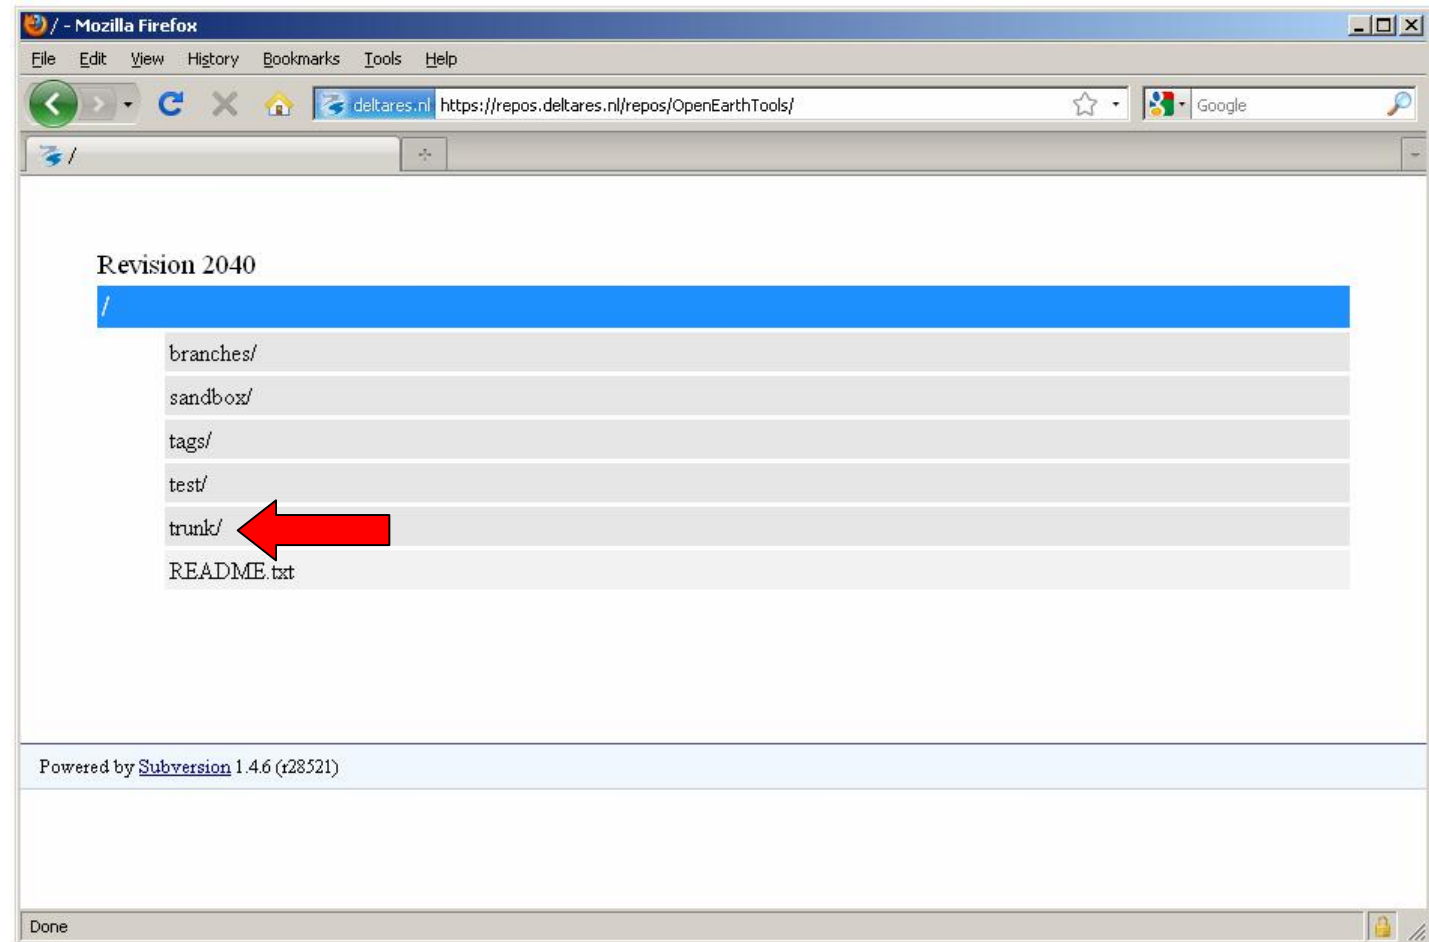 / - Mozilla Firefox
File Edit View History Bookmarks Tools Help
deltares.nl https://repos.deltares.nl/repos/OpenEarthTools/ Google
/
Revision 2040
/
branches/
sandbox/
tags/
test/
trunk/
README.txt
Powered by Subversion 1.4.6 (r28521)
Done